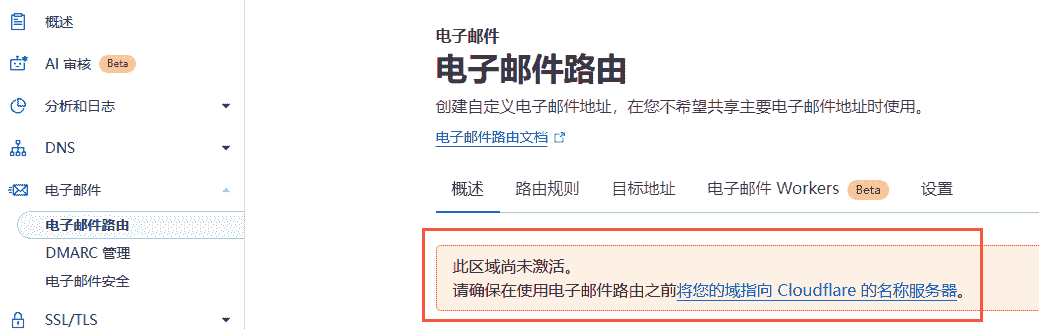 概述
AI 审核 Beta
分析和日志
DNS
电子邮件
电子邮件路由
DMARC 管理
电子邮件安全
SSL/TLS
电子邮件
电子邮件路由
创建自定义电子邮件地址，在您不希望共享主要电子邮件地址时使用。
电子邮件路由文档
概述 路由规则 目标地址 电子邮件 Workers Beta 设置
此区域尚未激活。
请确保在使用电子邮件路由之前将您的域指向 Cloudflare 的名称服务器。